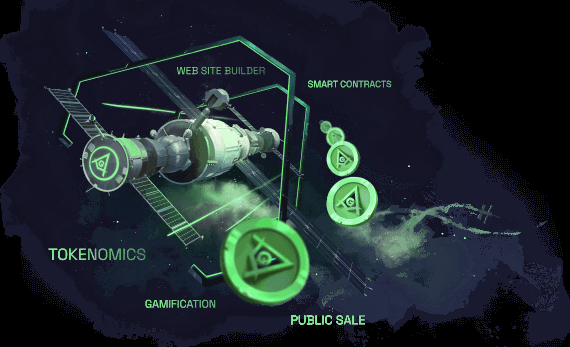 WEB SITE BUILDER
SMART CONTRACTS
TOKENOMICS
GAMIFICATION
PUBLIC SALE